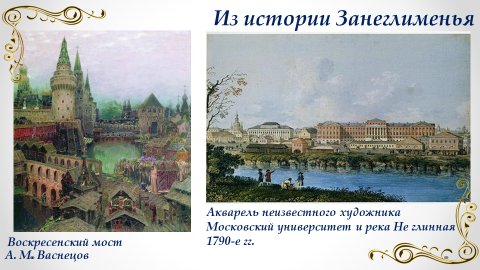 Из истории Занеглименья
Акварель неизвестного художника
Московский университет и река Не глинная
1790-е гг.
Воскресенский мост
А. М. Васнецов